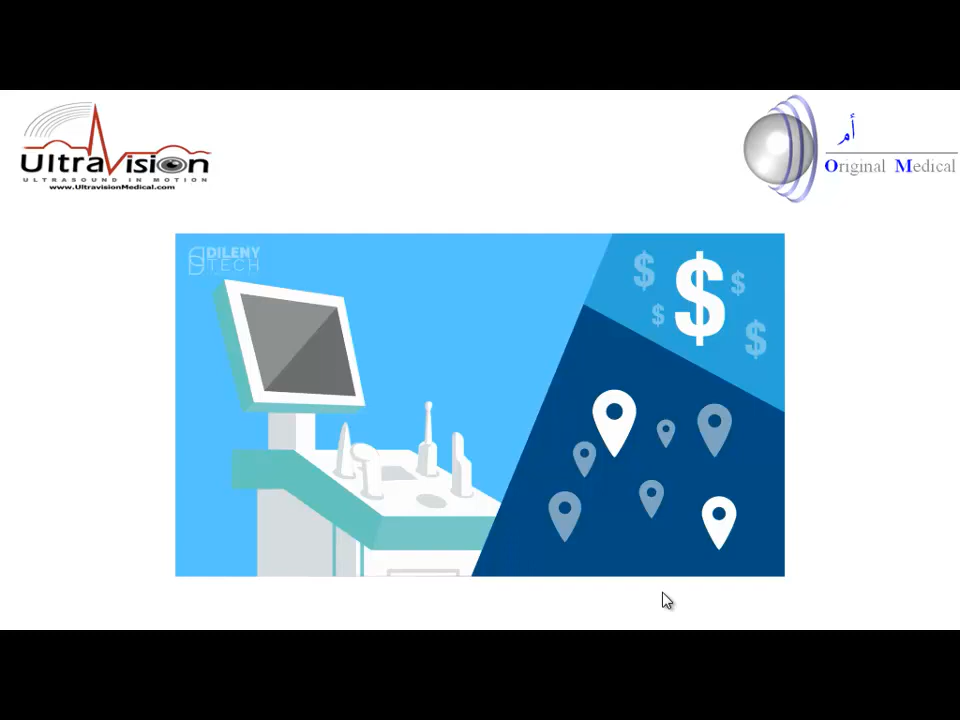 UltraVision
ULTRASOUND IN MOTION
www.UltravisionMedical.com
أم
Original Medical
DILENY
TECH
$
$
$
$
$